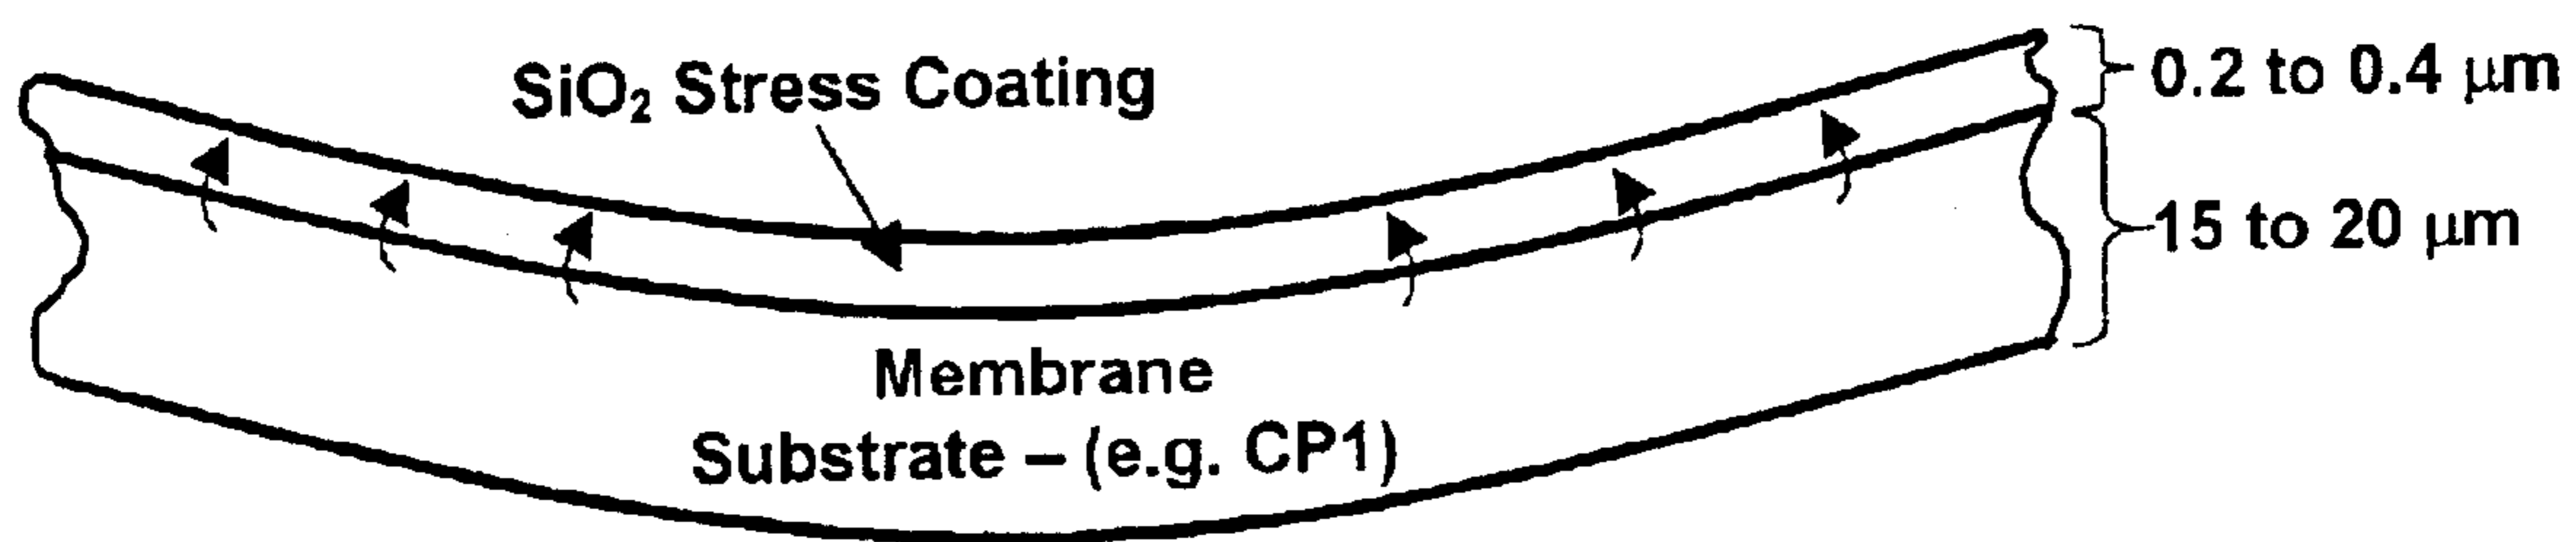 SiO₂ Stress Coating
0.2 to 0.4 μm
15 to 20 μm
Membrane
Substrate – (e.g. CP1)